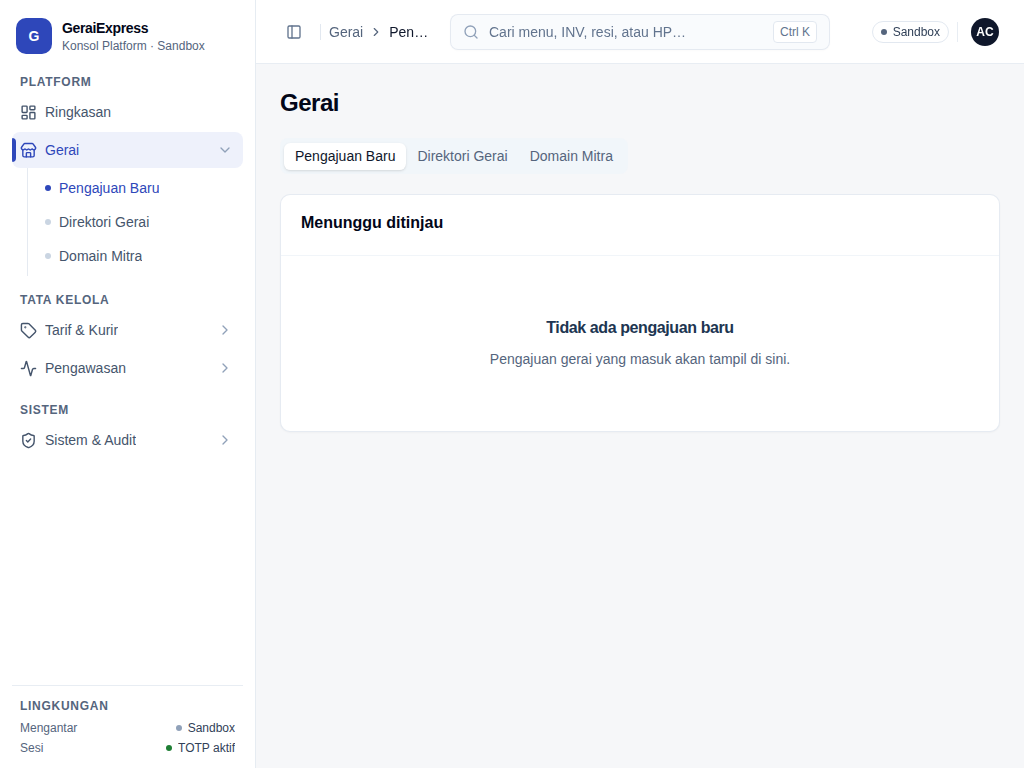 G
GeraiExpress
Konsol Platform · Sandbox
PLATFORM
Ringkasan
Gerai
Pengajuan Baru
Direktori Gerai
Domain Mitra
TATA KELOLA
Tarif & Kurir
Pengawasan
SISTEM
Sistem & Audit
LINGKUNGAN
Mengantar Sandbox
Sesi TOTP aktif
Gerai Pen… Cari menu, INV, resi, atau HP… Ctrl K Sandbox AC
Gerai
Pengajuan Baru Direktori Gerai Domain Mitra
Menunggu ditinjau
Tidak ada pengajuan baru
Pengajuan gerai yang masuk akan tampil di sini.